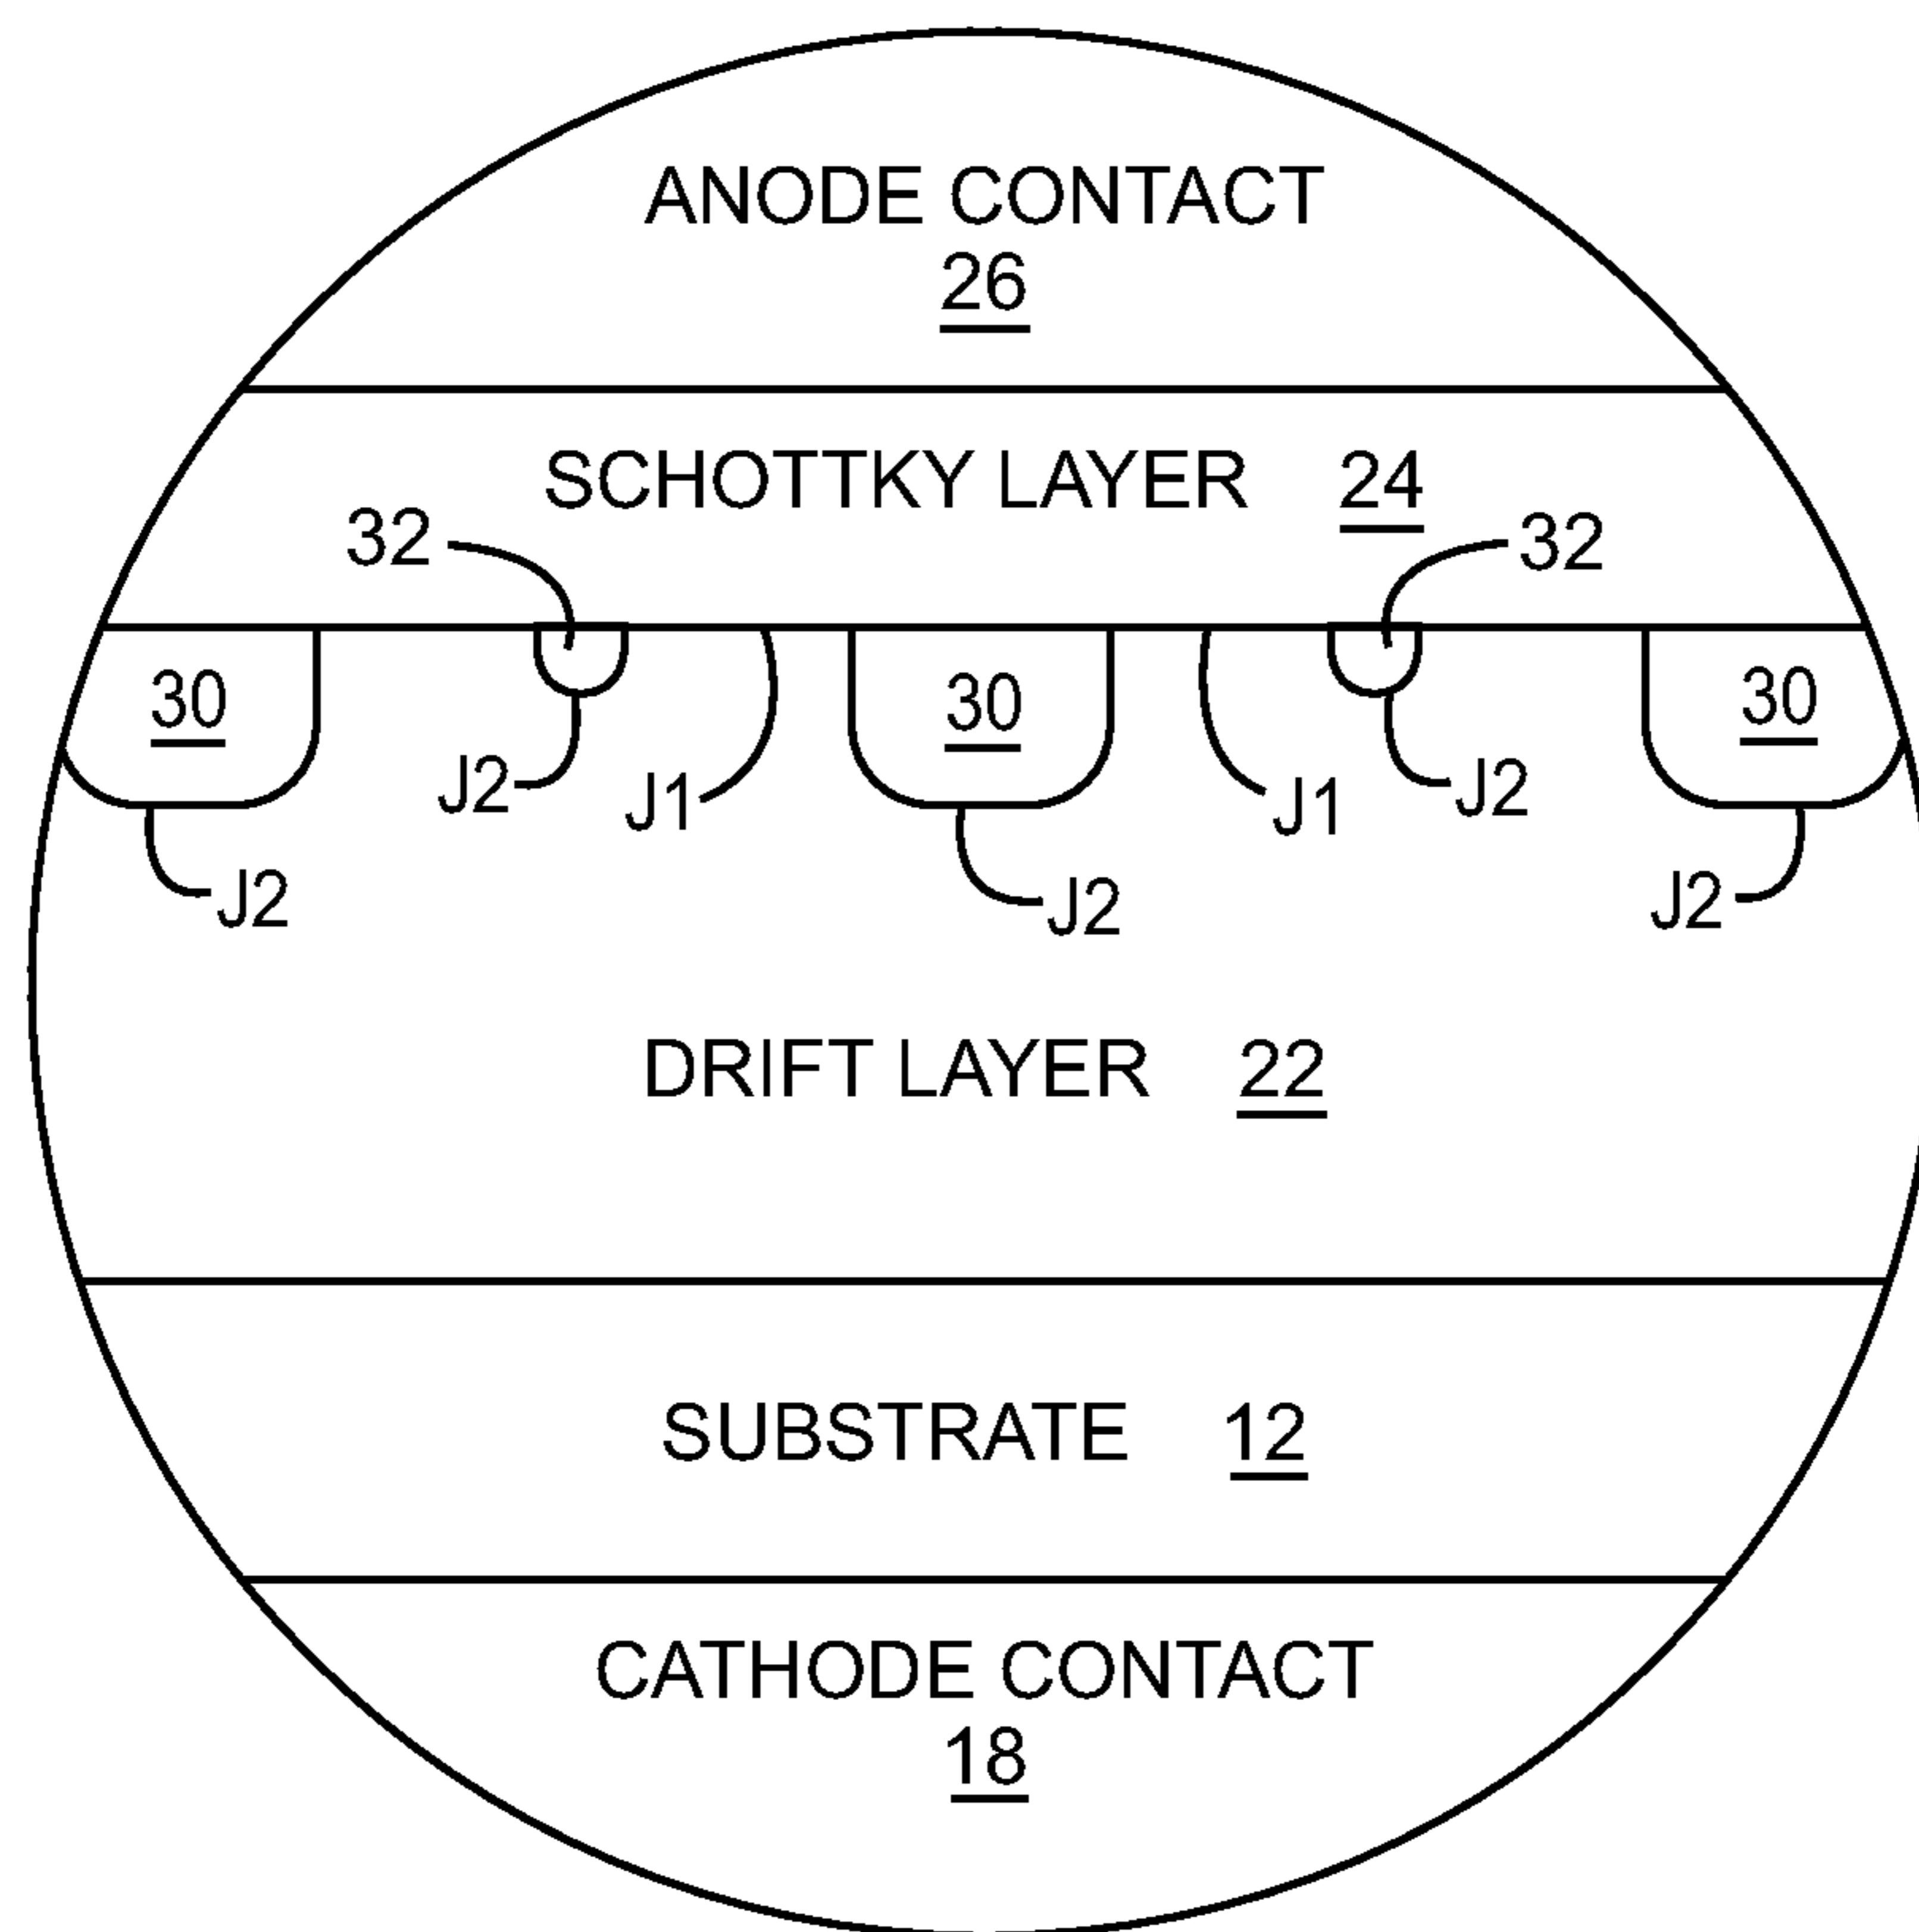 ANODE CONTACT
26
SCHOTTKY LAYER 24
32
32
30
30
30
J2
J1
J1
J2
J2
J2
J2
DRIFT LAYER 22
SUBSTRATE 12
CATHODE CONTACT
18